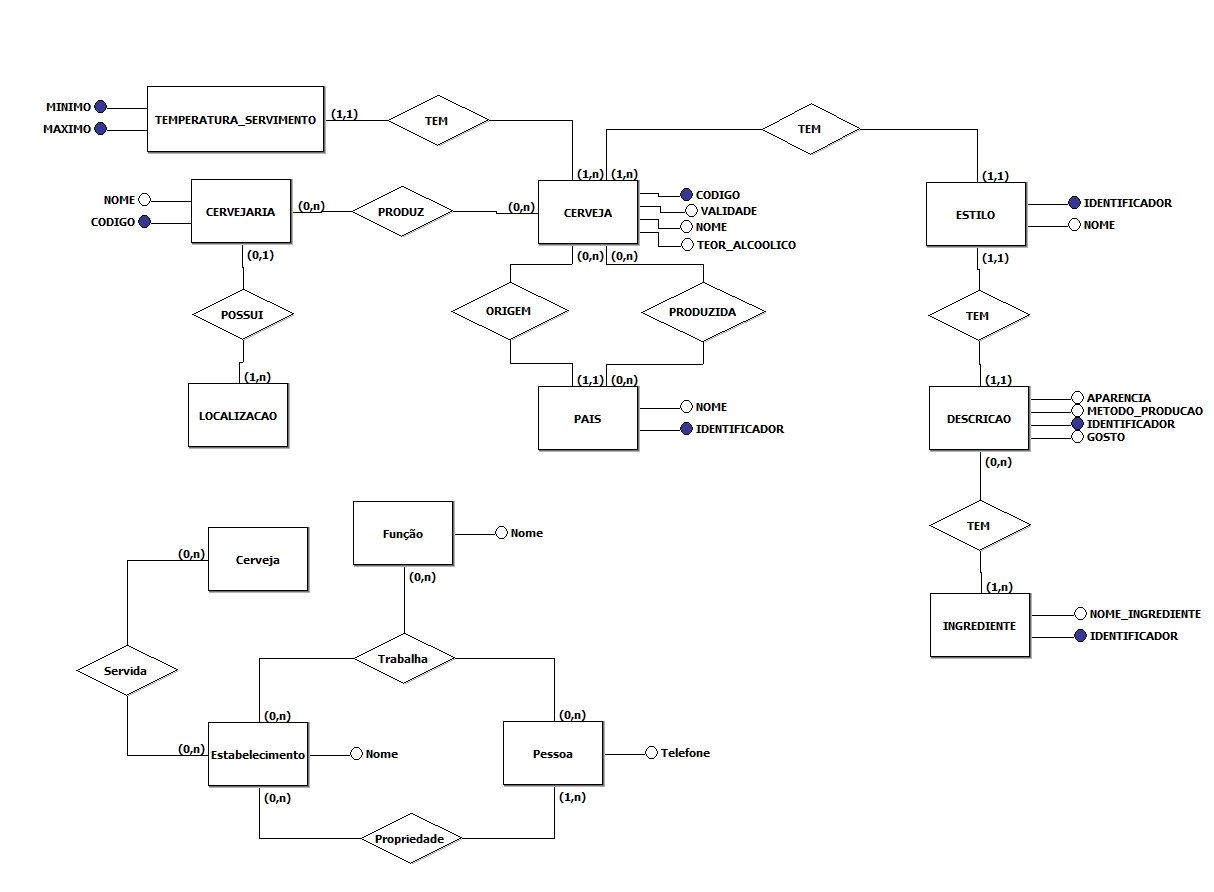 MINIMO
MAXIMO
TEMPERATURA_SERVIMENTO
(1,1)
TEM
TEM
(1,n)
(1,n)
(1,1)
NOME
CODIGO
CERVEJARIA
(0,n)
PRODUZ
(0,n)
CERVEJA
CODIGO
VALIDADE
NOME
TEOR_ALCOOLICO
ESTILO
IDENTIFICADOR
NOME
(0,1)
(0,n)
(0,n)
(1,1)
POSSUI
ORIGEM
PRODUZIDA
TEM
(1,n)
(1,1)
(0,n)
(1,1)
LOCALIZACAO
PAIS
NOME
IDENTIFICADOR
DESCRICAO
APARENCIA
METODO_PRODUCAO
IDENTIFICADOR
GOSTO
(0,n)
TEM
(1,n)
INGREDIENTE
NOME_INGREDIENTE
IDENTIFICADOR
Função
Nome
(0,n)
Cerveja
(0,n)
Trabalha
Servida
(0,n)
(0,n)
(0,n)
Estabelecimento
Nome
Pessoa
Telefone
(0,n)
(1,n)
Propriedade